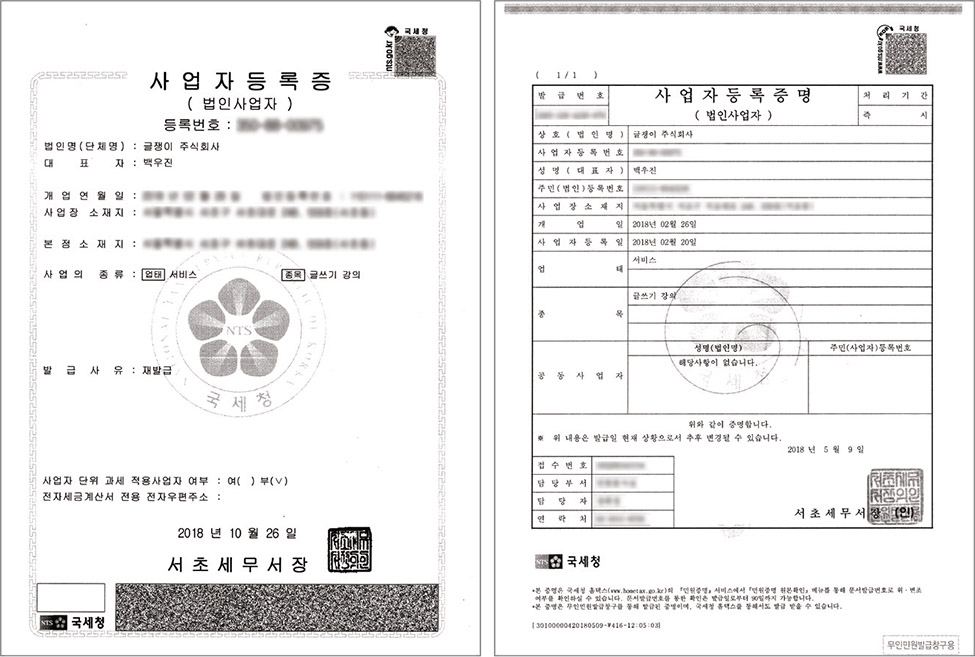 국세청
nts.go.kr
사업자등록증
( 법인사업자 )
등록번호 :
법인명(단체명) : 글쟁이 주식회사
대 표 자 : 백우진
개 업 연 월 일 :
사업장 소재지 :
본 점 소 재 지 :
사 업 의 종 류 : 업태 서비스 종목 글쓰기 강의
NTS
국세청
발 급 사 유 : 재발급
사업자 단위 과세 적용사업자 여부 : 여( ) 부(∨)
전자세금계산서 전용 전자우편주소 :
2018 년 10 월 26 일
서초세무서장
NTS 국세청
국세청
( 1/1 )
발 급 번 호
사업자등록증명
( 법인사업자 )
처 리 기 간
즉 시
상 호 ( 법 인 명 ) 글쟁이 주식회사
사 업 자 등 록 번 호
성 명 ( 대 표 자 ) 백우진
주민(법인)등록번호
사 업 장 소 재 지
개 업 일 2018년 02월 26일
사 업 자 등 록 일 2018년 02월 20일
업 태 서비스
종 목 글쓰기 강의
공 동 사 업 자
성명(법인명) 주민(사업자)등록번호
해당사항이 없습니다.
위와 같이 증명합니다.
※ 위 내용은 발급일 현재 상황으로서 추후 변경될 수 있습니다.
2018 년 5 월 9 일
접 수 번 호
담 당 부 서
담 당 자
연 락 처
서 초 세 무 서 장 (인)
NTS 국세청
*본 증명은 국세청 홈택스(www.hometax.go.kr)의 『민원증명』서비스에서『민원증명 원본확인』메뉴를 통해 문서발급번호로 위·변조
여부를 확인하실 수 있습니다. 문서발급번호를 통한 확인은 발급일로부터 90일까지 가능합니다.
*본 증명은 무인민원발급창구를 통해 발급된 증명이며, 국세청 홈택스를 통해서도 발급 받을 수 있습니다.
[30100000420180509-W416-12:05:03]
무인민원발급창구용